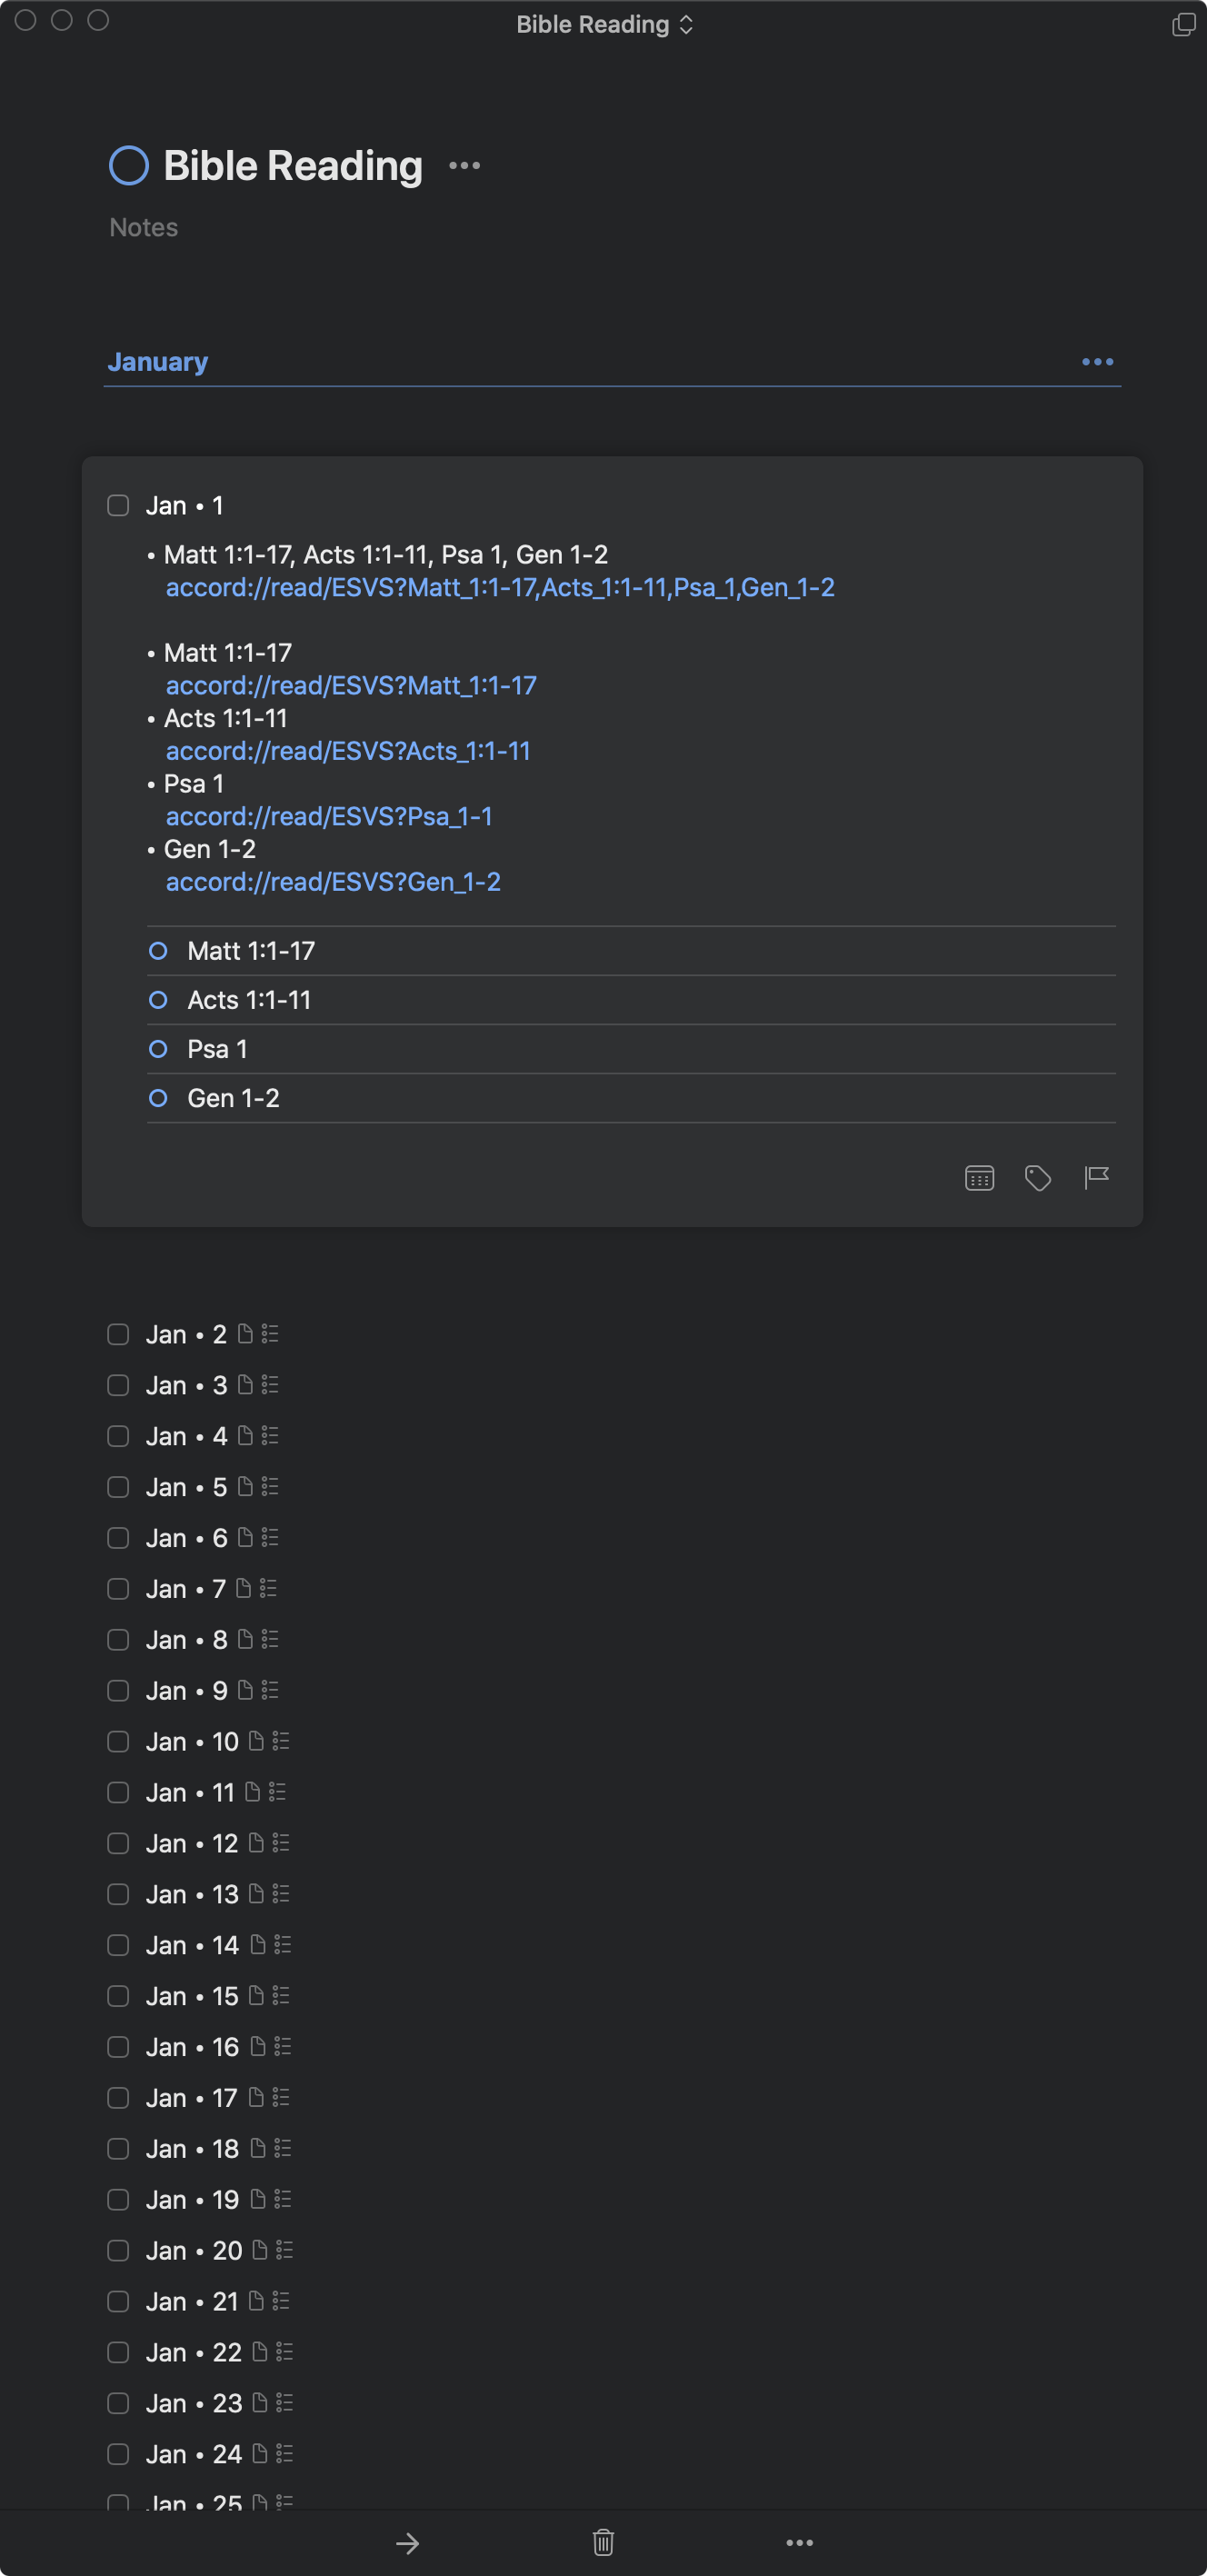 Bible Reading
Bible Reading
Notes
January
Jan • 1
• Matt 1:1-17, Acts 1:1-11, Psa 1, Gen 1-2
accord://read/ESVS?Matt_1:1-17,Acts_1:1-11,Psa_1,Gen_1-2
• Matt 1:1-17
accord://read/ESVS?Matt_1:1-17
• Acts 1:1-11
accord://read/ESVS?Acts_1:1-11
• Psa 1
accord://read/ESVS?Psa_1-1
• Gen 1-2
accord://read/ESVS?Gen_1-2
Matt 1:1-17
Acts 1:1-11
Psa 1
Gen 1-2
Jan • 2
Jan • 3
Jan • 4
Jan • 5
Jan • 6
Jan • 7
Jan • 8
Jan • 9
Jan • 10
Jan • 11
Jan • 12
Jan • 13
Jan • 14
Jan • 15
Jan • 16
Jan • 17
Jan • 18
Jan • 19
Jan • 20
Jan • 21
Jan • 22
Jan • 23
Jan • 24
Jan • 25